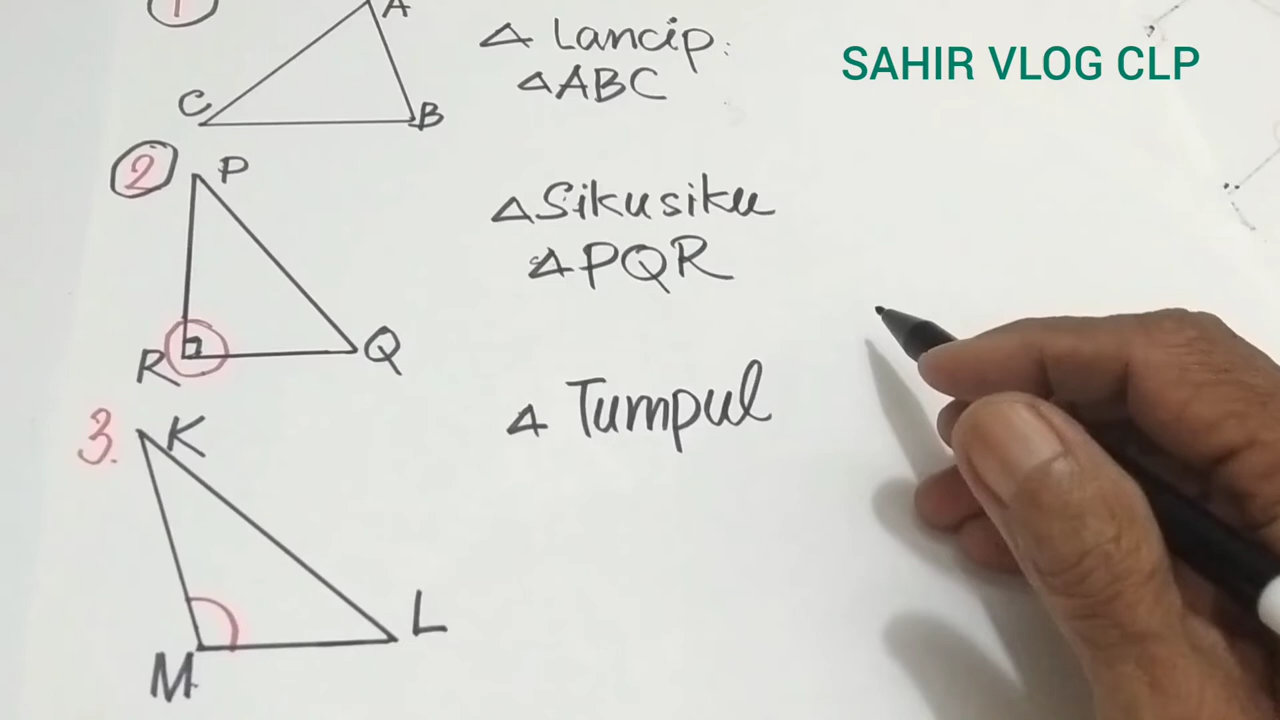 1
A
△ Lancip:
SAHIR VLOG CLP
△ABC
C
B
2
P
△Sikusiku
△PQR
R
Q
3.
K
△ Tumpul
L
M